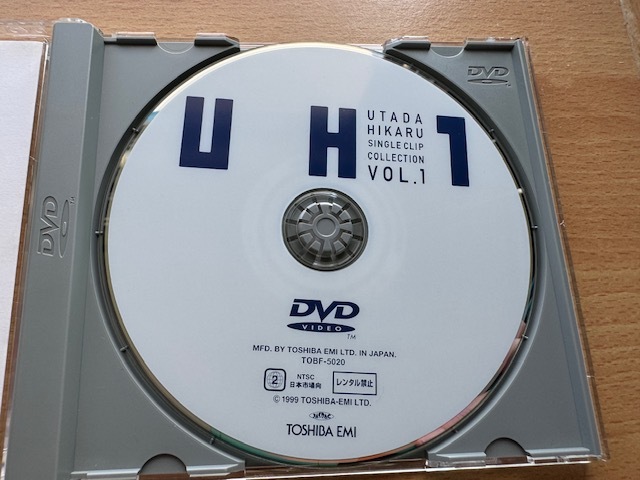 DVD
U H 1
UTADA
HIKARU
SINGLE CLIP
COLLECTION
VOL.1
DVD
DVD
VIDEO
TM
MFD. BY TOSHIBA EMI LTD. IN JAPAN.
TOBF-5020
2
NTSC
日本市場向
レンタル禁止
© 1999 TOSHIBA-EMI LTD.
TOSHIBA EMI